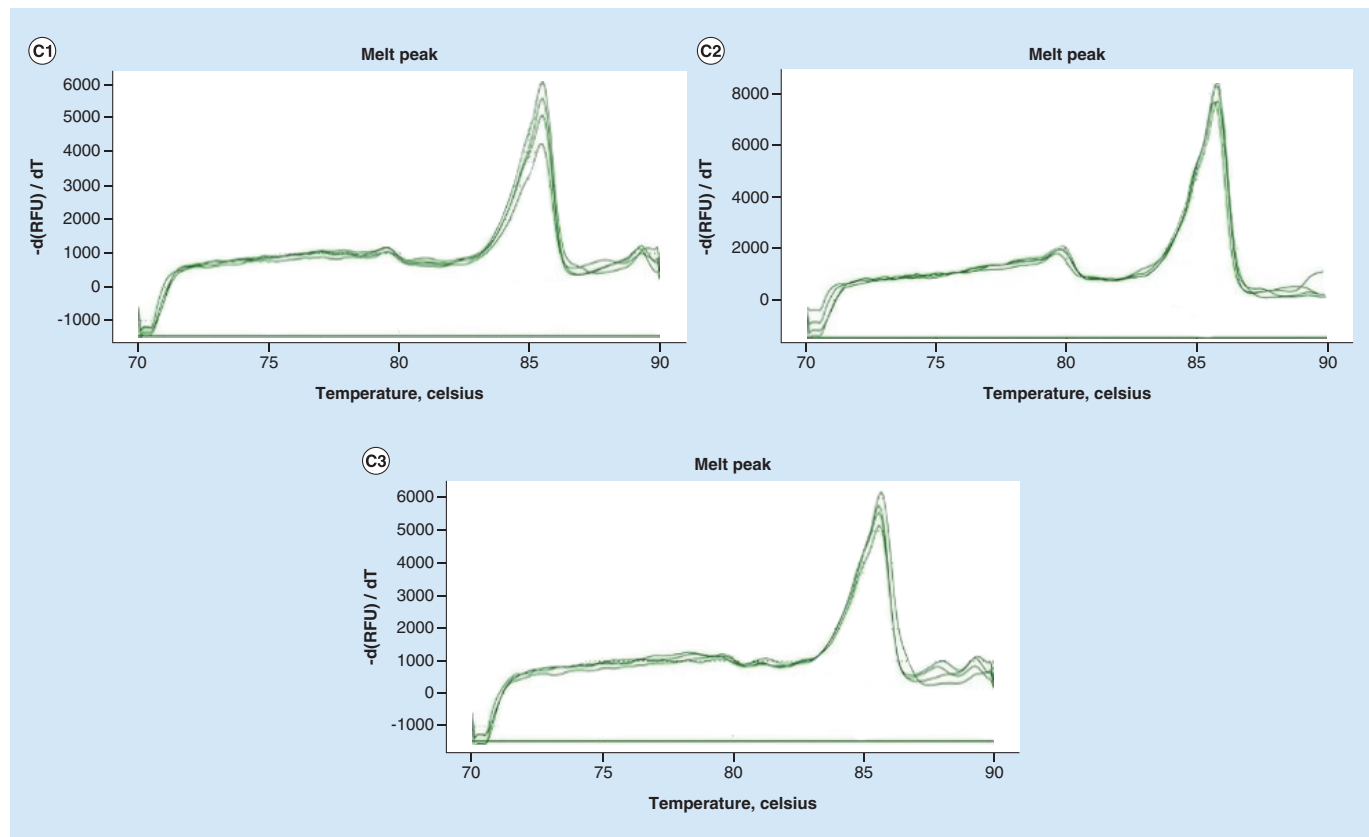 C1
Melt peak
-d(RFU) / dT
6000
5000
4000
3000
2000
1000
0
-1000
70 75 80 85 90
Temperature, celsius
C2
Melt peak
-d(RFU) / dT
8000
6000
4000
2000
0
70 75 80 85 90
Temperature, celsius
C3
Melt peak
-d(RFU) / dT
6000
5000
4000
3000
2000
1000
0
-1000
70 75 80 85 90
Temperature, celsius